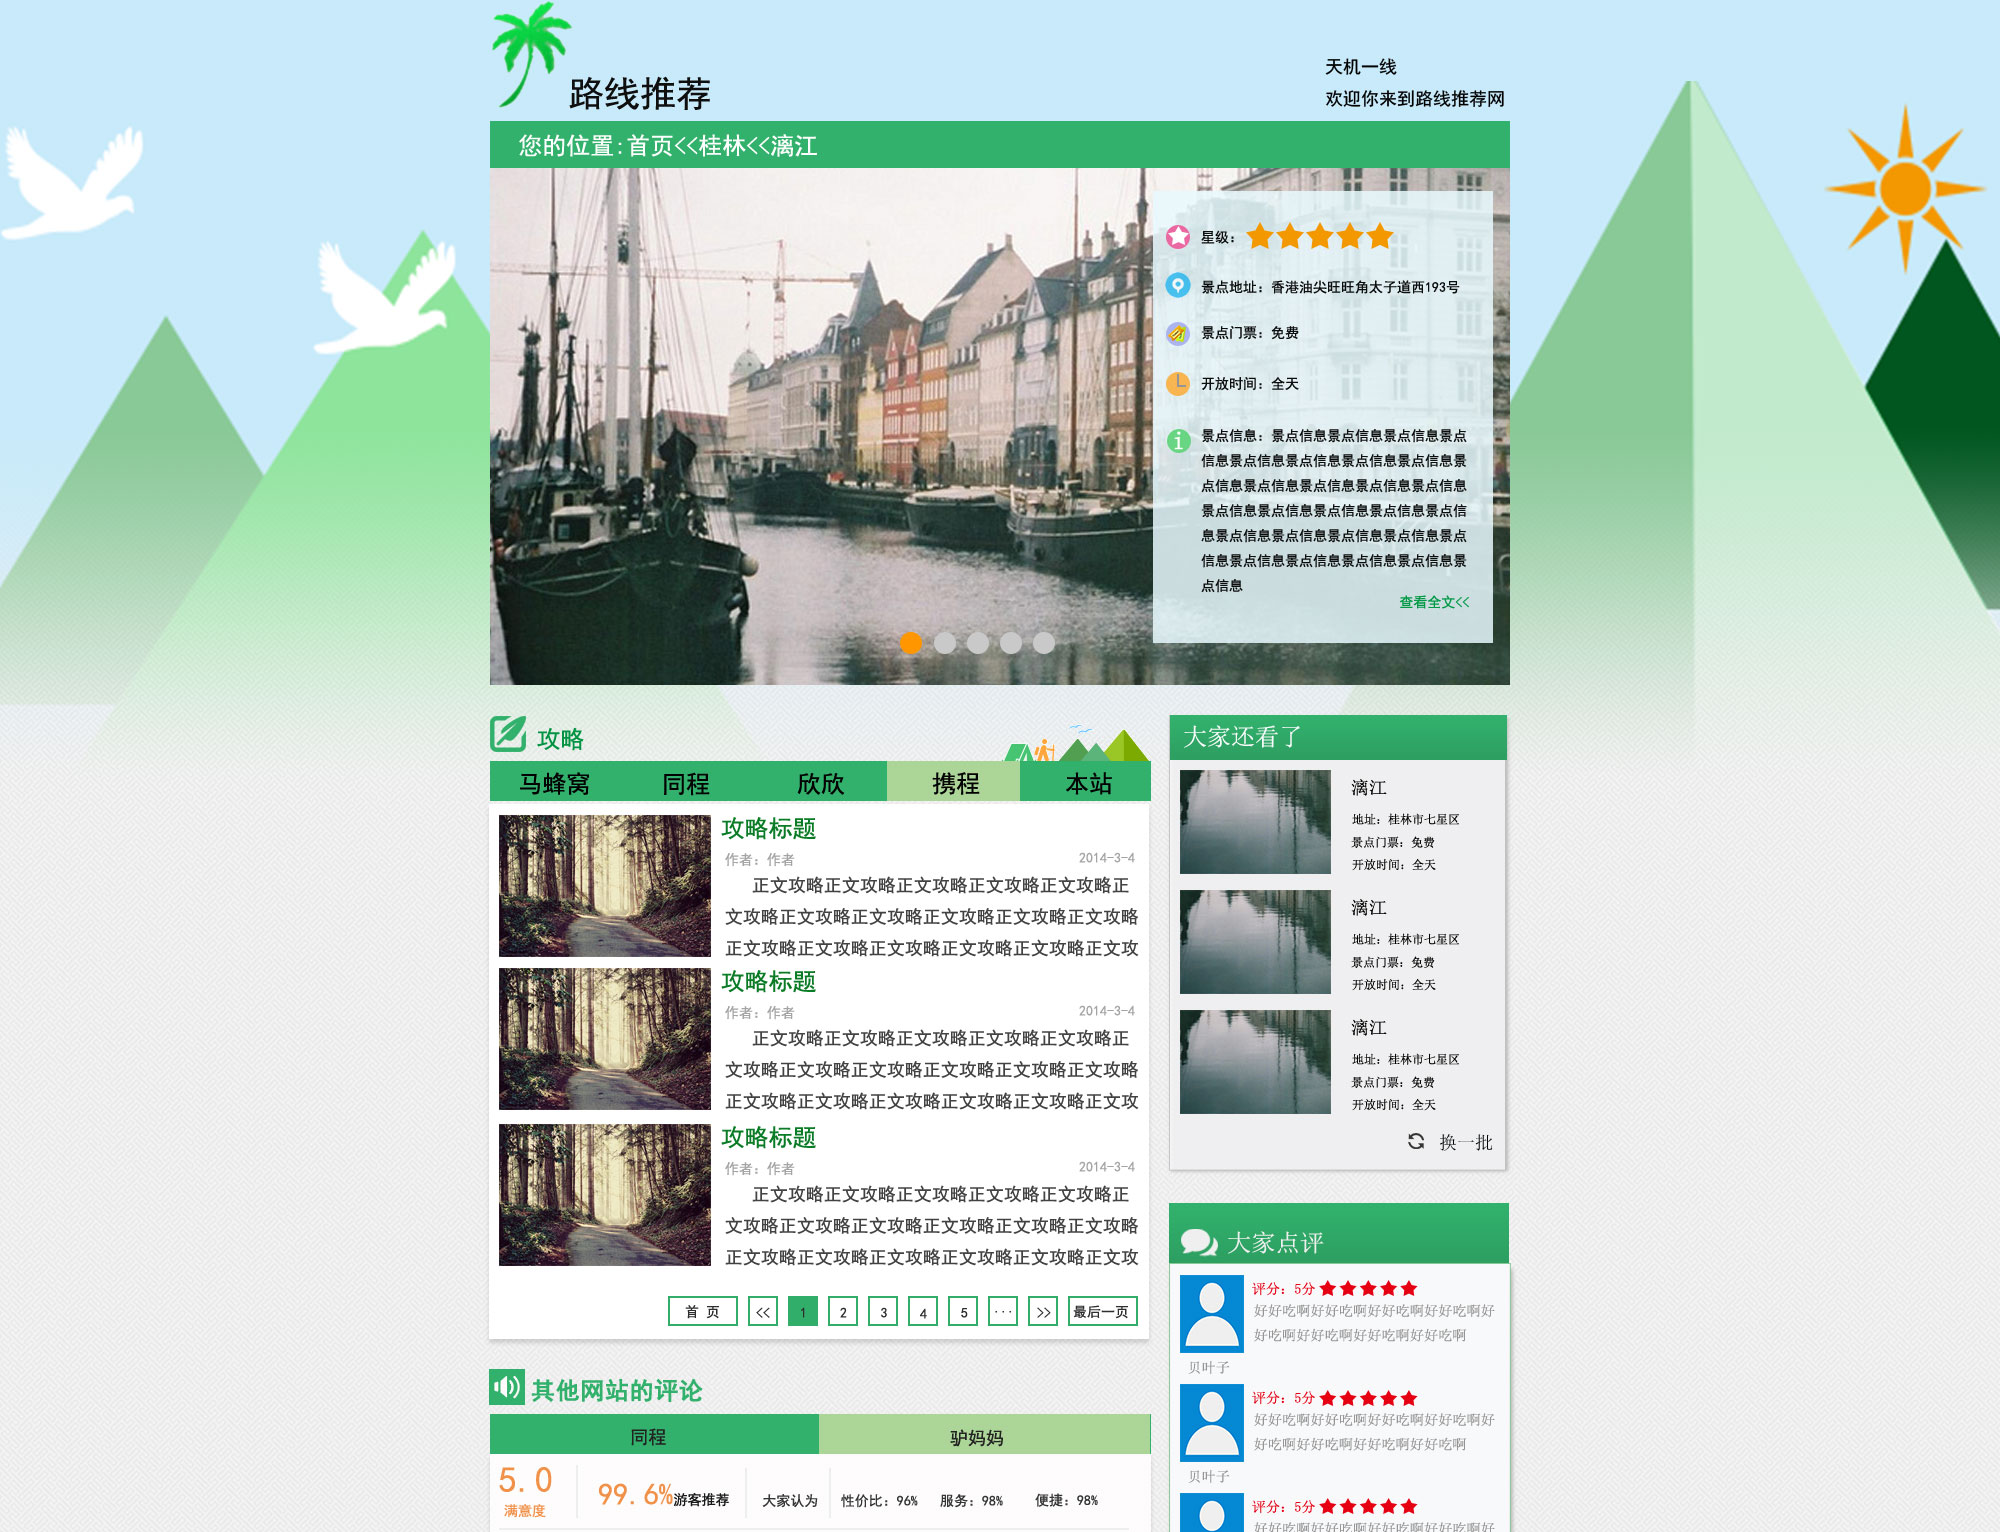 路线推荐
天机一线
欢迎你来到路线推荐网
您的位置:首页<<桂林<<漓江
星级:
景点地址: 香港油尖旺旺角太子道西193号
景点门票: 免费
开放时间: 全天
景点信息: 景点信息景点信息景点信息景点
信息景点信息景点信息景点信息景点信息景
点信息景点信息景点信息景点信息景点信息
景点信息景点信息景点信息景点信息景点信
息景点信息景点信息景点信息景点信息景点
信息景点信息景点信息景点信息景点信息景
点信息
查看全文<<
攻略
马蜂窝 同程 欣欣 携程 本站
攻略标题
作者: 作者 2014-3-4
正文攻略正文攻略正文攻略正文攻略正文攻略正
文攻略正文攻略正文攻略正文攻略正文攻略正文攻略
正文攻略正文攻略正文攻略正文攻略正文攻略正文攻
攻略标题
作者: 作者 2014-3-4
正文攻略正文攻略正文攻略正文攻略正文攻略正
文攻略正文攻略正文攻略正文攻略正文攻略正文攻略
正文攻略正文攻略正文攻略正文攻略正文攻略正文攻
攻略标题
作者: 作者 2014-3-4
正文攻略正文攻略正文攻略正文攻略正文攻略正
文攻略正文攻略正文攻略正文攻略正文攻略正文攻略
正文攻略正文攻略正文攻略正文攻略正文攻略正文攻
首 页 << 1 2 3 4 5 ... >> 最后一页
其他网站的评论
同程 驴妈妈
5.0
满意度
99.6%游客推荐 大家认为 性价比: 96% 服务: 98% 便捷: 98%
大家还看了
漓江
地址: 桂林市七星区
景点门票: 免费
开放时间: 全天
漓江
地址: 桂林市七星区
景点门票: 免费
开放时间: 全天
漓江
地址: 桂林市七星区
景点门票: 免费
开放时间: 全天
换一批
大家点评
评分: 5分
好好吃啊好好吃啊好好吃啊好好吃啊好
好吃啊好好吃啊好好吃啊好好吃啊
贝叶子
评分: 5分
好好吃啊好好吃啊好好吃啊好好吃啊好
好吃啊好好吃啊好好吃啊好好吃啊
贝叶子
评分: 5分
好好吃啊好好吃啊好好吃啊好好吃啊好